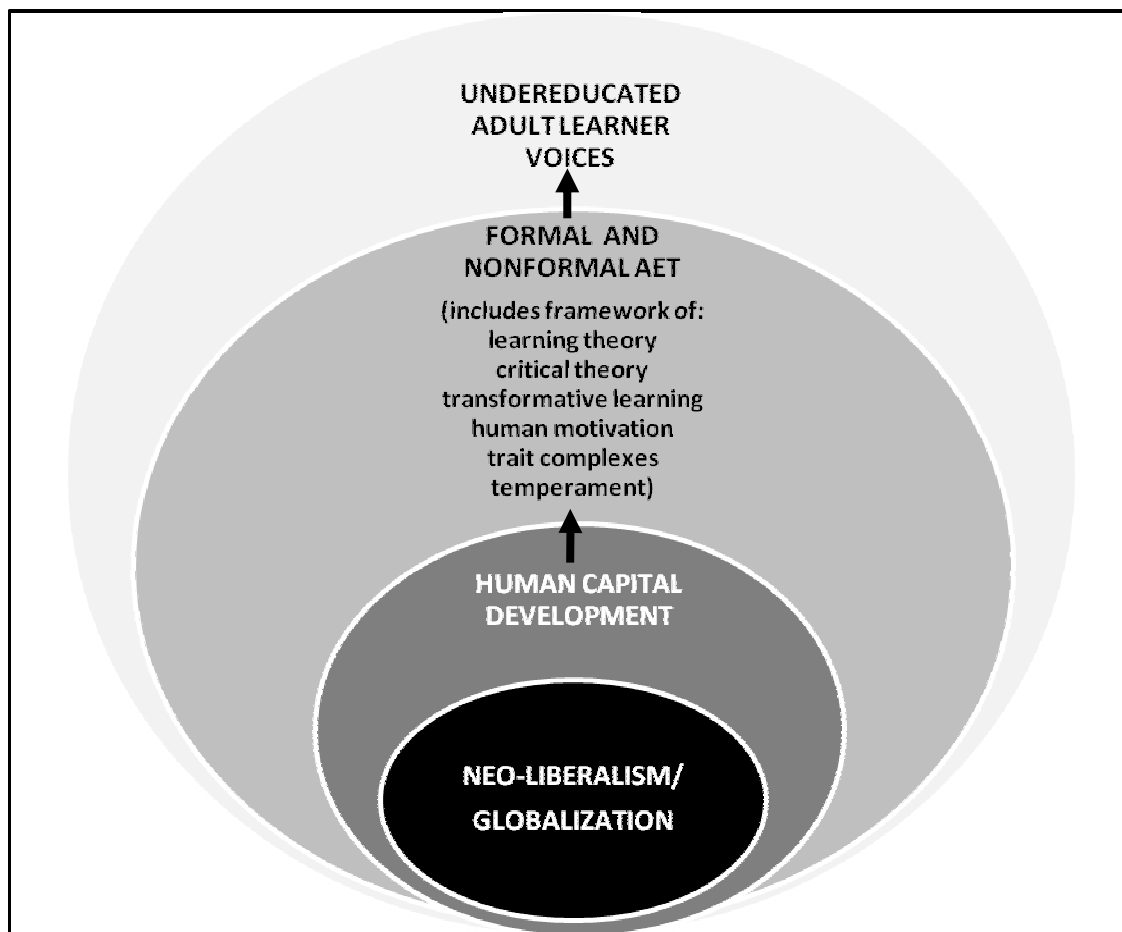 UNDEREDUCATED
ADULT LEARNER
VOICES
FORMAL AND
NONFORMAL AET
(includes framework of:
learning theory
critical theory
transformative learning
human motivation
trait complexes
temperament)
HUMAN CAPITAL
DEVELOPMENT
NEO-LIBERALISM/
GLOBALIZATION